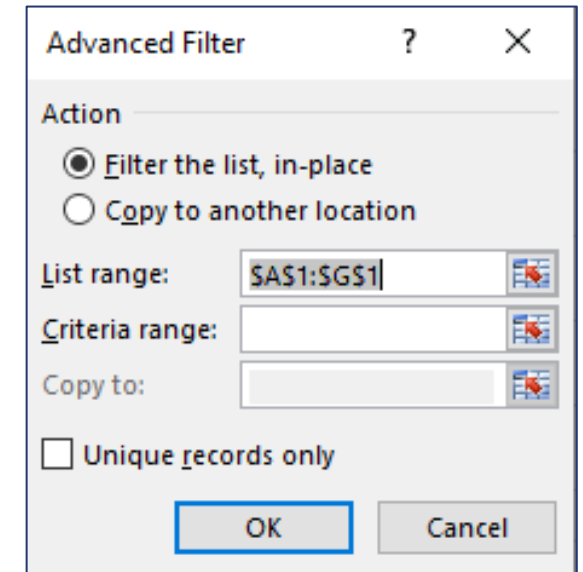 Advanced Filter ? ×
Action
Filter the list, in-place
Copy to another location
List range: $A$1:$G$1
Criteria range:
Copy to:
Unique records only
OK Cancel